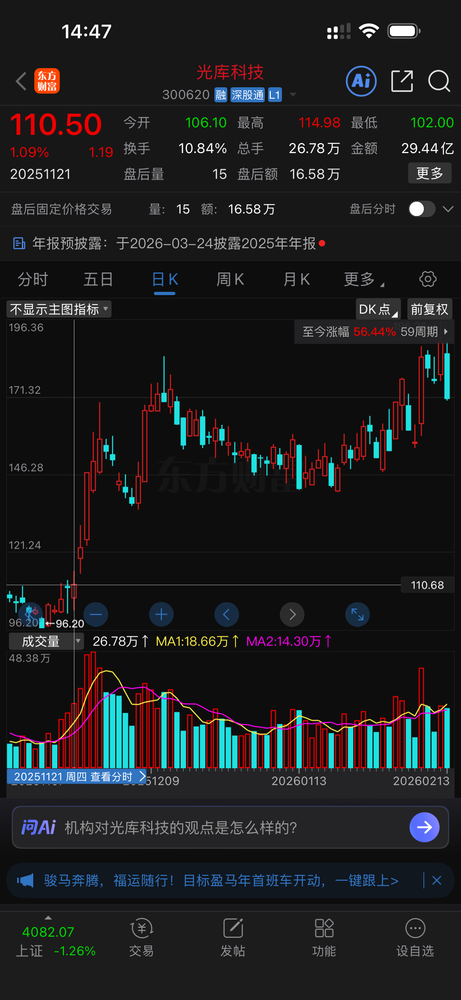 14:47
东方
财富
光库科技
Ai
300620 融 深股通 L1
110.50 今开 106.10 最高 114.98 最低 102.00
1.09% 1.19 换手 10.84% 总手 26.78万 金额 29.44亿
20251121 盘后量 15 盘后额 16.58万 更多
盘后固定价格交易 量: 15 额: 16.58万 盘后分时
年报预披露：于2026-03-24披露2025年年报
分时 五日 日K 周K 月K 更多
不显示主图指标 DK点 前复权
196.36 196.36
至今涨幅 56.44% 59周期
171.32
146.28
东方财富
121.24
110.68
96.20 96.20
成交量 26.78万↑ MA1:18.66万↑ MA2:14.30万↑
48.38万
20251121 周四 查看分时
51209 20260113 20260213
问Ai 机构对光库科技的观点是怎么样的?
骏马奔腾，福运随行！目标盈马年首班车开动，一键跟上>
4082.07
上证 -1.26% 交易 发帖 功能 设自选